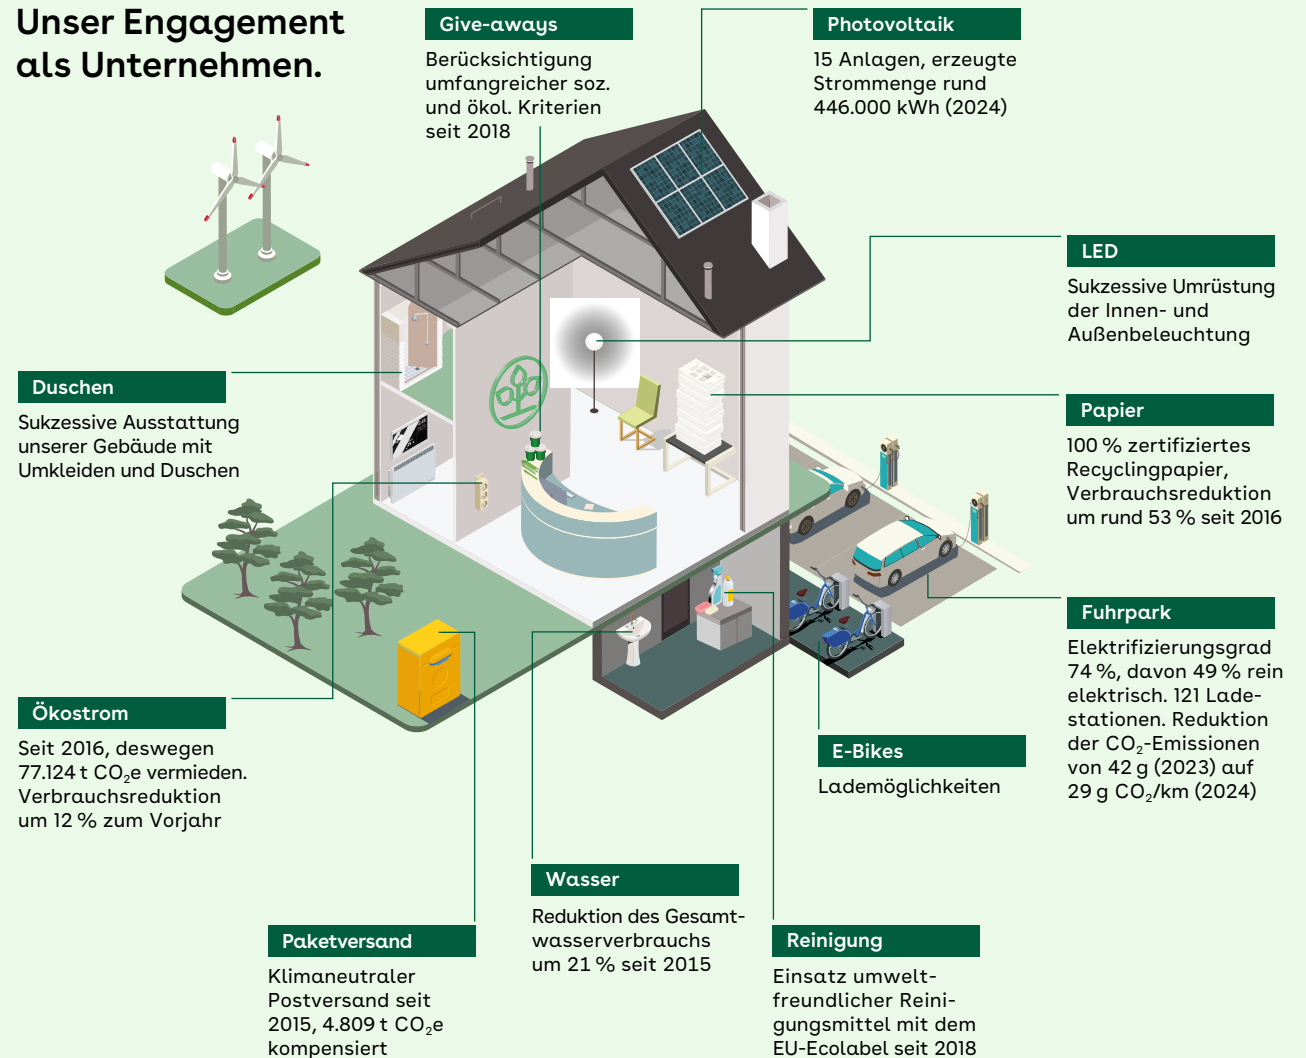 Unser Engagement
als Unternehmen.
Give-aways
Berücksichtigung
umfangreicher soz.
und ökol. Kriterien
seit 2018
Photovoltaik
15 Anlagen, erzeugte
Strommenge rund
446.000 kWh (2024)
LED
Sukzessive Umrüstung
der Innen- und
Außenbeleuchtung
Duschen
Sukzessive Ausstattung
unserer Gebäude mit
Umkleiden und Duschen
Papier
100 % zertifiziertes
Recyclingpapier,
Verbrauchsreduktion
um rund 53 % seit 2016
Fuhrpark
Elektrifizierungsgrad
74 %, davon 49 % rein
elektrisch. 121 Lade-
stationen. Reduktion
der CO₂-Emissionen
von 42 g (2023) auf
29 g CO₂/km (2024)
Ökostrom
Seit 2016, deswegen
77.124 t CO₂e vermieden.
Verbrauchsreduktion
um 12 % zum Vorjahr
E-Bikes
Lademöglichkeiten
Wasser
Reduktion des Gesamt-
wasserverbrauchs
um 21 % seit 2015
Paketversand
Klimaneutraler
Postversand seit
2015, 4.809 t CO₂e
kompensiert
Reinigung
Einsatz umwelt-
freundlicher Reini-
gungsmittel mit dem
EU-Ecolabel seit 2018